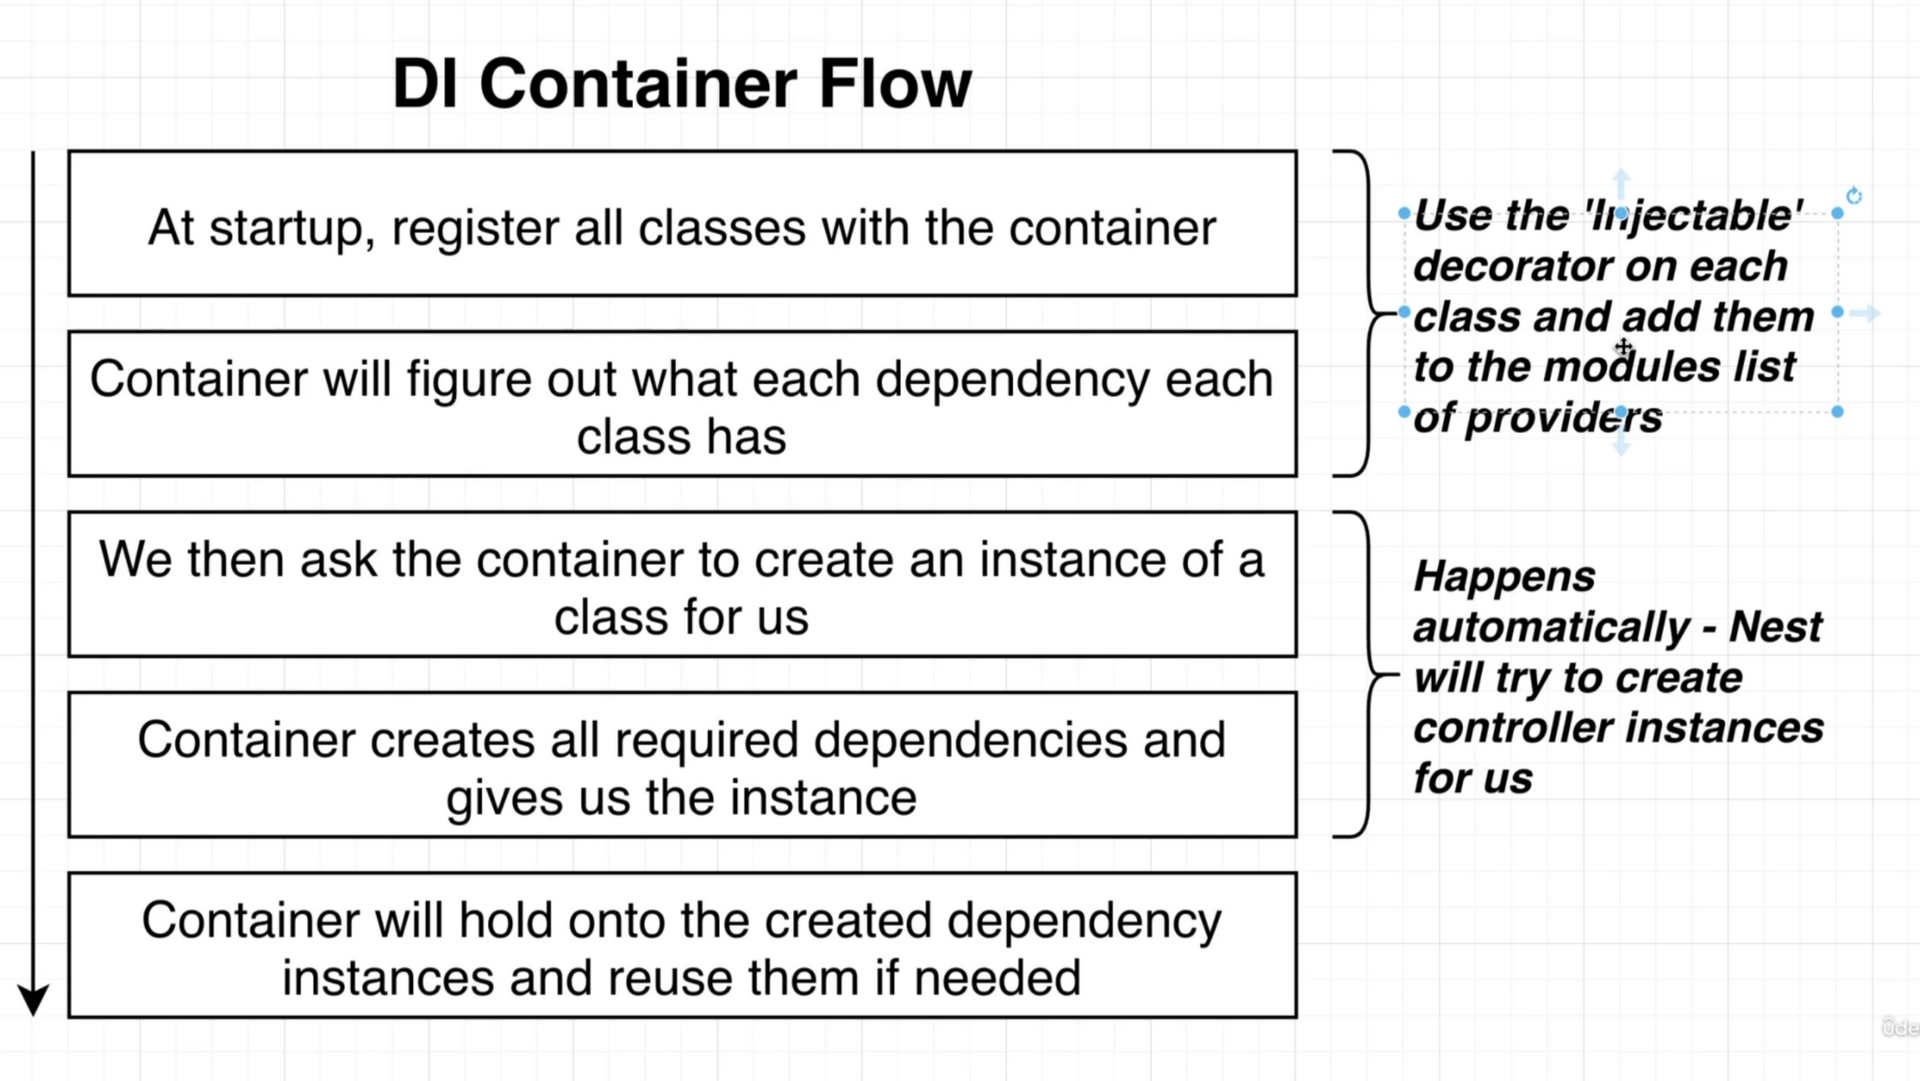 DI Container Flow
At startup, register all classes with the container
Container will figure out what each dependency each
class has
We then ask the container to create an instance of a
class for us
Container creates all required dependencies and
gives us the instance
Container will hold onto the created dependency
instances and reuse them if needed
Use the 'Injectable'
decorator on each
class and add them
to the modules list
of providers
Happens
automatically - Nest
will try to create
controller instances
for us